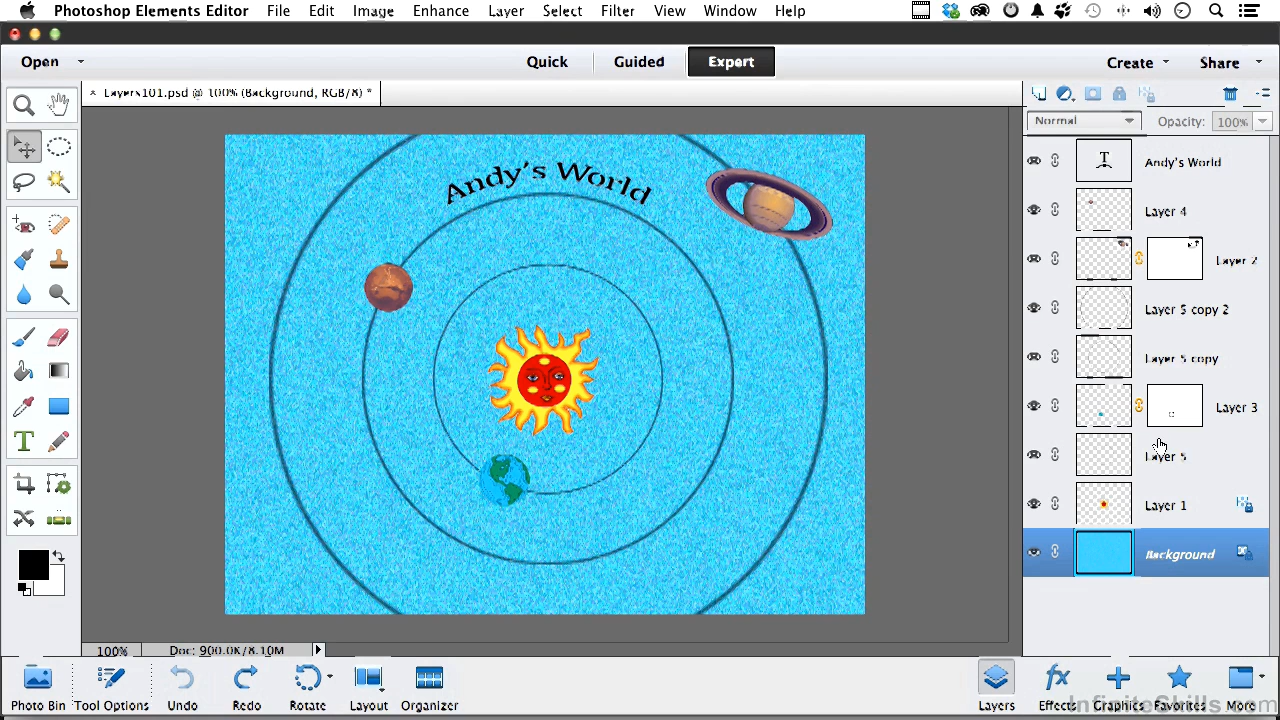 Photoshop Elements Editor File Edit Image Enhance Layer Select Filter View Window Help
Open Quick Guided Expert Create Share
× Layers101.psd @ 100% (Background, RGB/8) *
Normal Opacity: 100%
Andy's World
Andy's World
Layer 4
Layer 2
Layer 5 copy 2
Layer 5 copy
Layer 3
Layer 5
Layer 1
Background
100% Doc: 900.0K/8.10M
Photo Bin Tool Options Undo Redo Rotate Layout Organizer Layers Effects Graphics Favorites More
InfiniteSkills.com